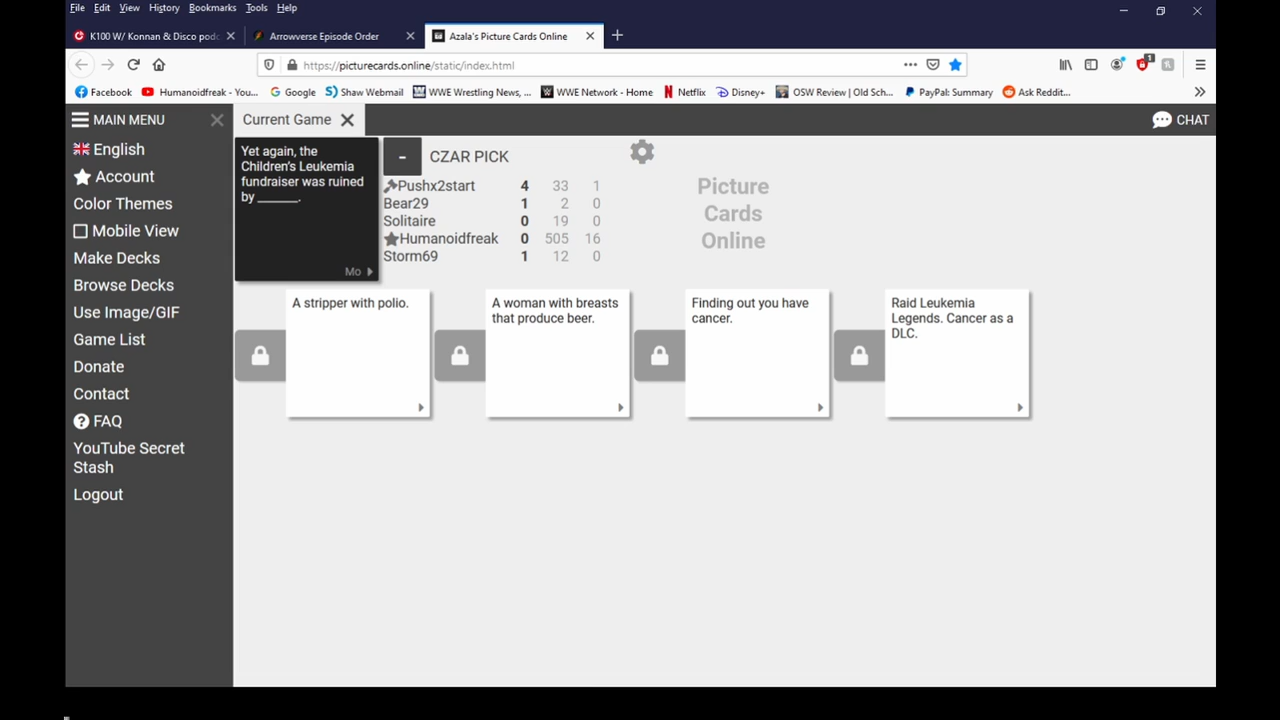 File Edit View History Bookmarks Tools Help
K100 W/ Konnan & Disco podc
Arrowverse Episode Order
Azala's Picture Cards Online
https://picturecards.online/static/index.html
1
Facebook
Humanoidfreak - You...
Google
Shaw Webmail
WWE Wrestling News, ...
WWE Network - Home
Netflix
Disney+
OSW Review | Old Sch...
PayPal: Summary
Ask Reddit...
MAIN MENU
Current Game
CHAT
English
Account
Color Themes
Mobile View
Make Decks
Browse Decks
Use Image/GIF
Game List
Donate
Contact
FAQ
YouTube Secret
Stash
Logout
Yet again, the
Children's Leukemia
fundraiser was ruined
by ______.
Mo
- CZAR PICK
Pushx2start 4 33 1
Bear29 1 2 0
Solitaire 0 19 0
Humanoidfreak 0 505 16
Storm69 1 12 0
Picture
Cards
Online
A stripper with polio.
A woman with breasts
that produce beer.
Finding out you have
cancer.
Raid Leukemia
Legends. Cancer as a
DLC.